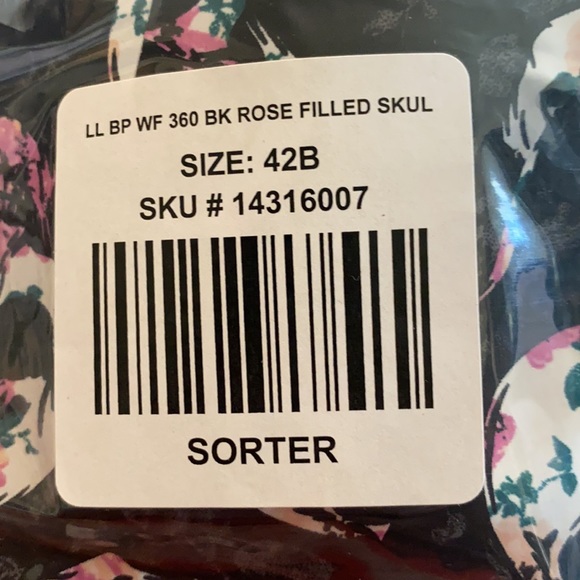 LL BP WF 360 BK ROSE FILLED SKUL
SIZE: 42B
SKU # 14316007
SORTER